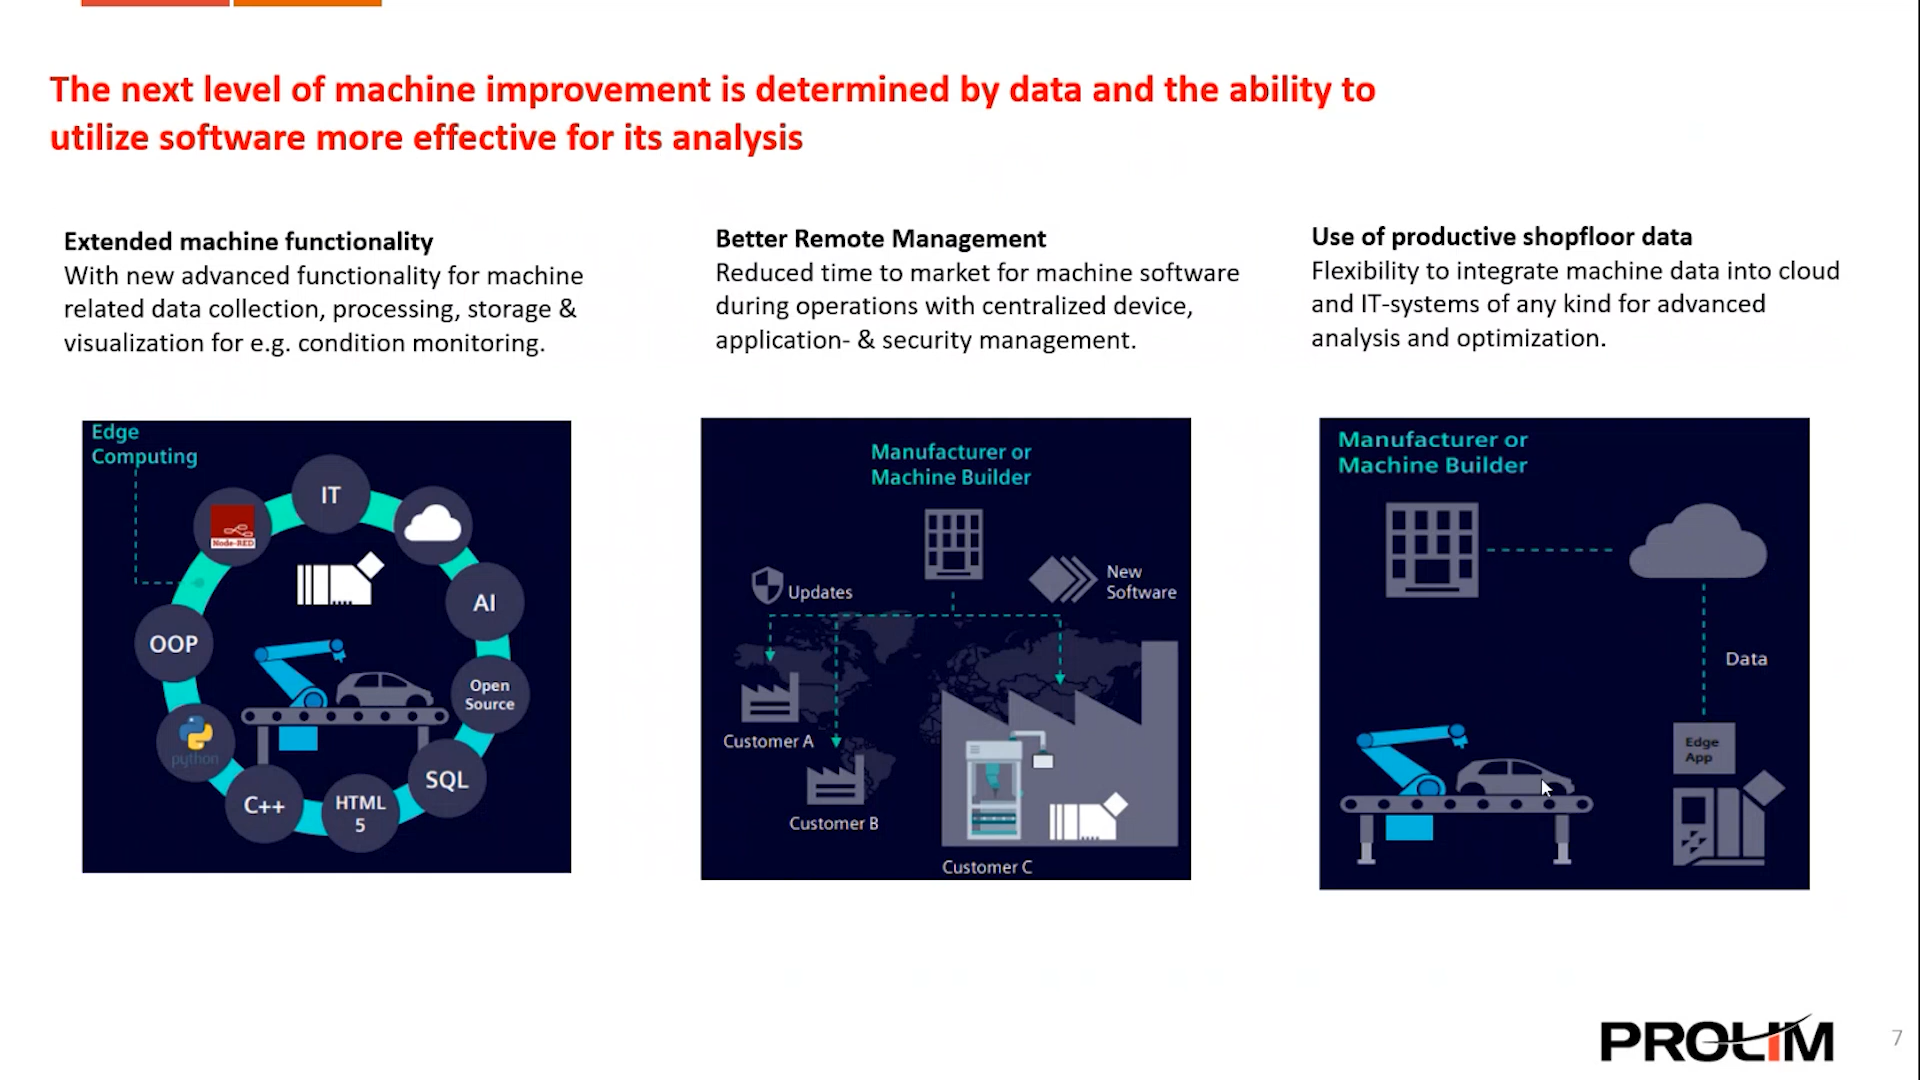 The next level of machine improvement is determined by data and the ability to
utilize software more effective for its analysis
Extended machine functionality
With new advanced functionality for machine
related data collection, processing, storage &
visualization for e.g. condition monitoring.
Better Remote Management
Reduced time to market for machine software
during operations with centralized device,
application- & security management.
Use of productive shopfloor data
Flexibility to integrate machine data into cloud
and IT-systems of any kind for advanced
analysis and optimization.
Edge
Computing
IT
Node-RED
AI
OOP
Open
Source
python
SQL
C++
HTML
5
Manufacturer or
Machine Builder
Updates
New
Software
Customer A
Customer B
Customer C
Manufacturer or
Machine Builder
Data
Edge
App
PROLIM
7